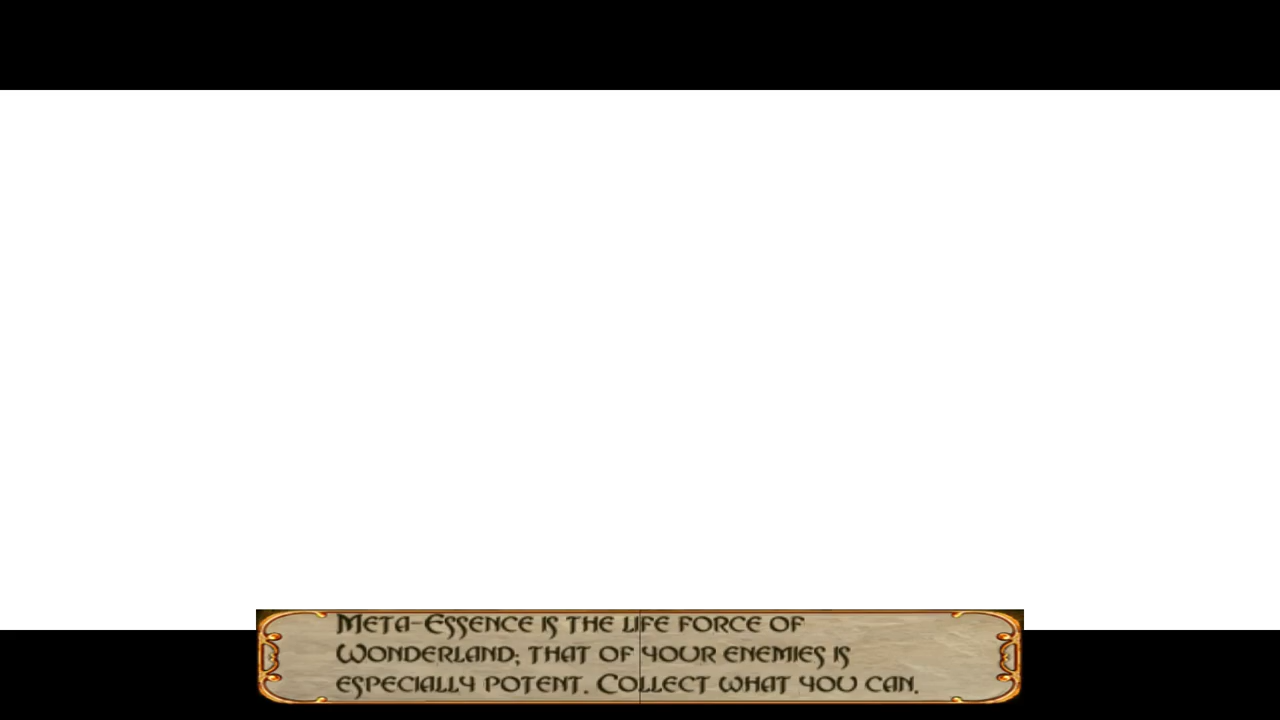 Meta-Essence is the life force of
Wonderland; that of your enemies is
especially potent. Collect what you can.